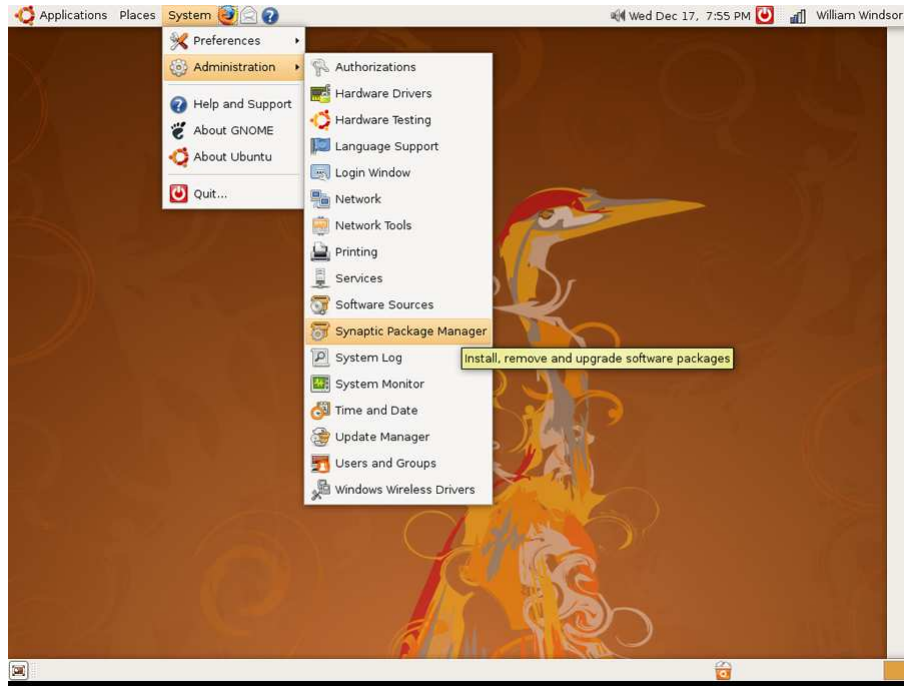 Applications Places System Wed Dec 17, 7:55 PM William Windsor
Preferences
Administration
Help and Support
About GNOME
About Ubuntu
Quit...
Authorizations
Hardware Drivers
Hardware Testing
Language Support
Login Window
Network
Network Tools
Printing
Services
Software Sources
Synaptic Package Manager
Install, remove and upgrade software packages
System Log
System Monitor
Time and Date
Update Manager
Users and Groups
Windows Wireless Drivers